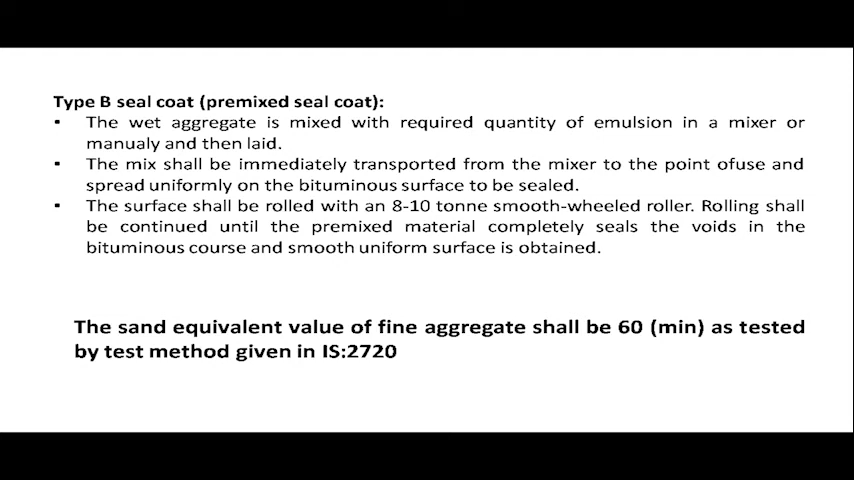 Type B seal coat (premixed seal coat):
▪ The wet aggregate is mixed with required quantity of emulsion in a mixer or
manualy and then laid.
▪ The mix shall be immediately transported from the mixer to the point ofuse and
spread uniformly on the bituminous surface to be sealed.
▪ The surface shall be rolled with an 8-10 tonne smooth-wheeled roller. Rolling shall
be continued until the premixed material completely seals the voids in the
bituminous course and smooth uniform surface is obtained.
The sand equivalent value of fine aggregate shall be 60 (min) as tested
by test method given in IS:2720